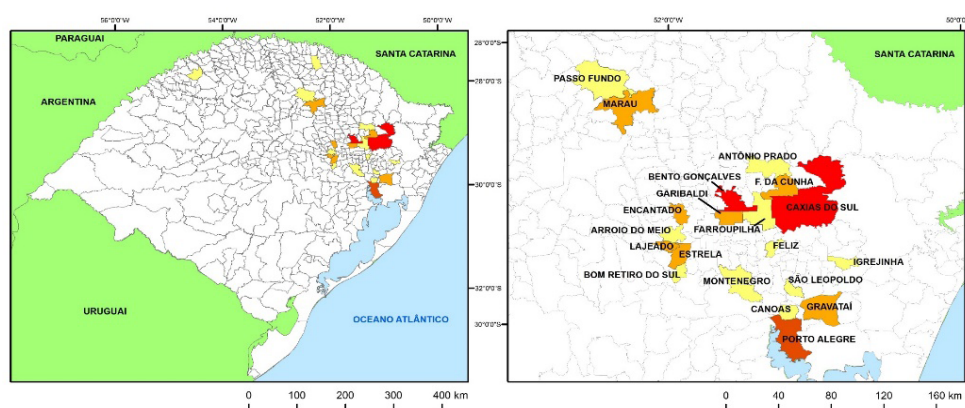 56°0'0"W
54°0'0"W
52°0'0"W
50°0'0"W
PARAGUAI
SANTA CATARINA
28°0'0"S
ARGENTINA
30°0'0"S
32°0'0"S
URUGUAI
OCEANO ATLÂNTICO
0 100 200 300 400 km
52°0'0"W
50°0'0"W
28°0'0"S
SANTA CATARINA
PASSO FUNDO
MARAU
ANTÔNIO PRADO
BENTO GONÇALVES
F. DA CUNHA
GARIBALDI
CAXIAS DO SUL
ENCANTADO
FARROUPILHA
ARROIO DO MEIO
LAJEADO
FELIZ
ESTRELA
IGREJINHA
BOM RETIRO DO SUL
MONTENEGRO
SÃO LEOPOLDO
CANOAS
GRAVATAÍ
30°0'0"S
PORTO ALEGRE
0 40 80 120 160 km